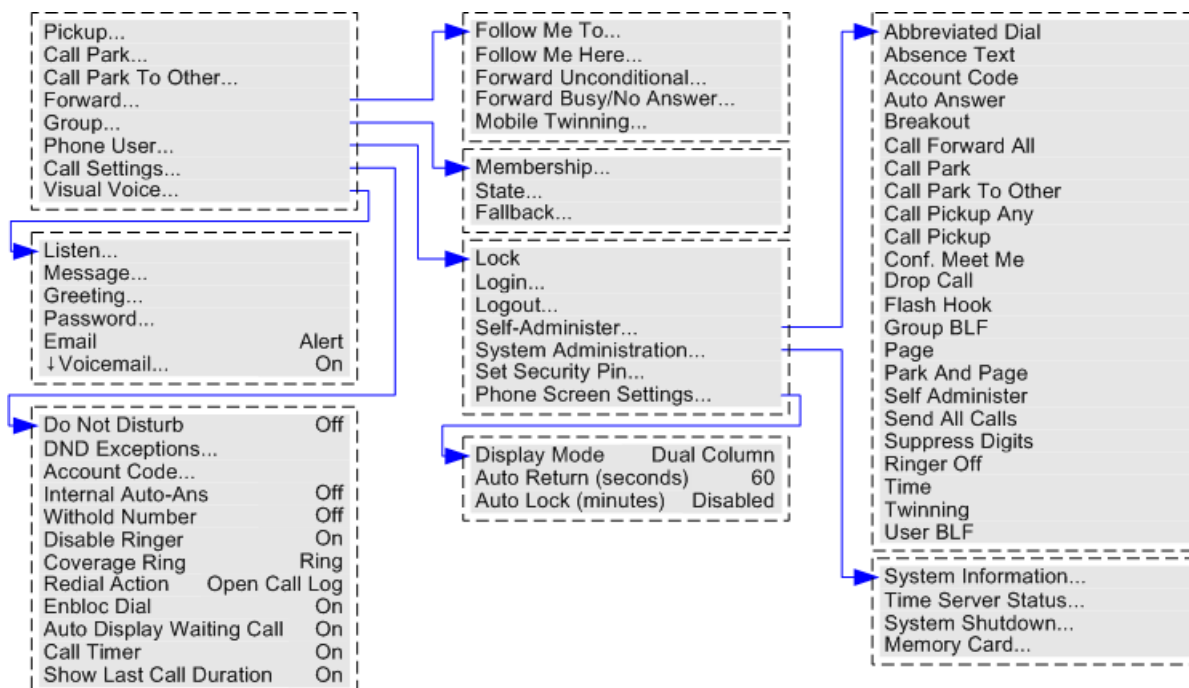 Pickup...
Call Park...
Call Park To Other...
Forward...
Group...
Phone User...
Call Settings...
Visual Voice...
Listen...
Message...
Greeting...
Password...
Email Alert
↓Voicemail... On
Do Not Disturb Off
DND Exceptions...
Account Code...
Internal Auto-Ans Off
Withold Number Off
Disable Ringer On
Coverage Ring Ring
Redial Action Open Call Log
Enbloc Dial On
Auto Display Waiting Call On
Call Timer On
Show Last Call Duration On
Follow Me To...
Follow Me Here...
Forward Unconditional...
Forward Busy/No Answer...
Mobile Twinning...
Membership...
State...
Fallback...
Lock
Login...
Logout...
Self-Administer...
System Administration...
Set Security Pin...
Phone Screen Settings...
Display Mode Dual Column
Auto Return (seconds) 60
Auto Lock (minutes) Disabled
Abbreviated Dial
Absence Text
Account Code
Auto Answer
Breakout
Call Forward All
Call Park
Call Park To Other
Call Pickup Any
Call Pickup
Conf. Meet Me
Drop Call
Flash Hook
Group BLF
Page
Park And Page
Self Administer
Send All Calls
Suppress Digits
Ringer Off
Time
Twinning
User BLF
System Information...
Time Server Status...
System Shutdown...
Memory Card...